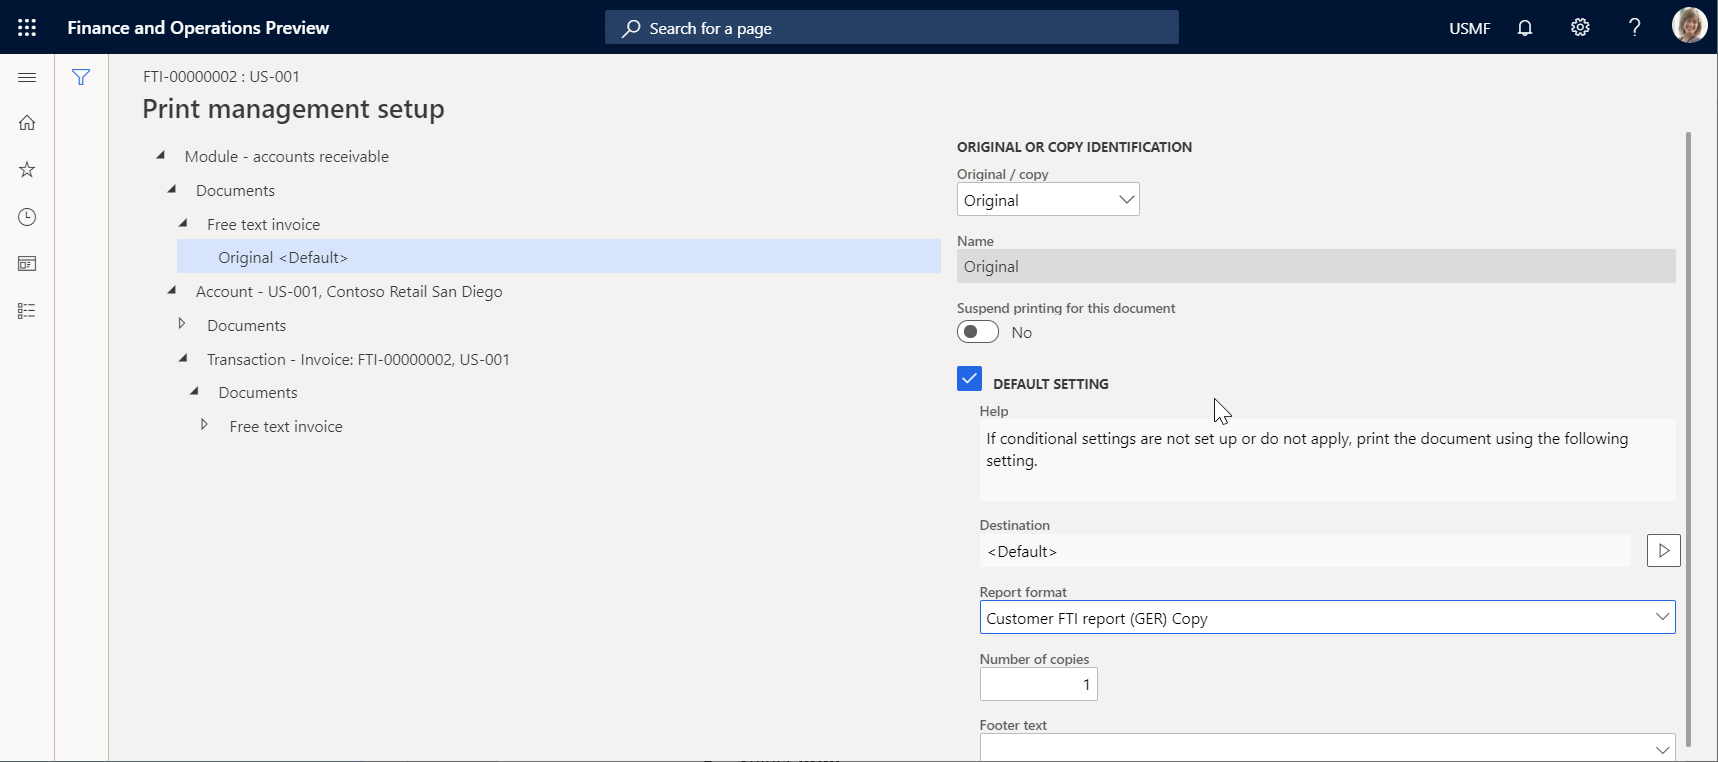 Finance and Operations Preview
Search for a page
USMF
FTI-00000002 : US-001
Print management setup
Module - accounts receivable
Documents
Free text invoice
Original <Default>
Account - US-001, Contoso Retail San Diego
Documents
Transaction - Invoice: FTI-00000002, US-001
Documents
Free text invoice
ORIGINAL OR COPY IDENTIFICATION
Original / copy
Original
Name
Original
Suspend printing for this document
No
DEFAULT SETTING
Help
If conditional settings are not set up or do not apply, print the document using the following
setting.
Destination
<Default>
Report format
Customer FTI report (GER) Copy
Number of copies
1
Footer text